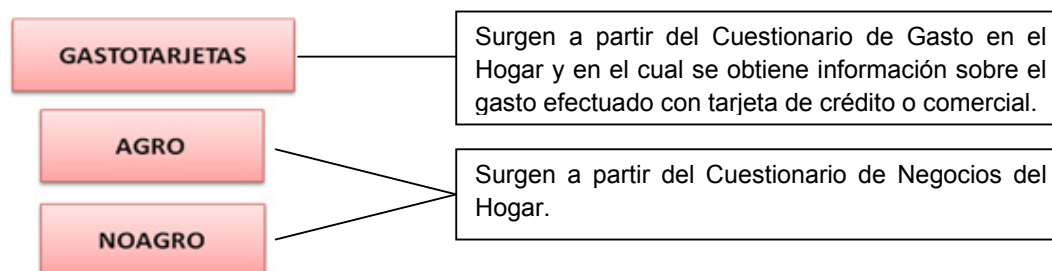 GASTOTARJETAS
Surgen a partir del Cuestionario de Gasto en el
Hogar y en el cual se obtiene información sobre el
gasto efectuado con tarjeta de crédito o comercial.
AGRO
NOAGRO
Surgen a partir del Cuestionario de Negocios del
Hogar.